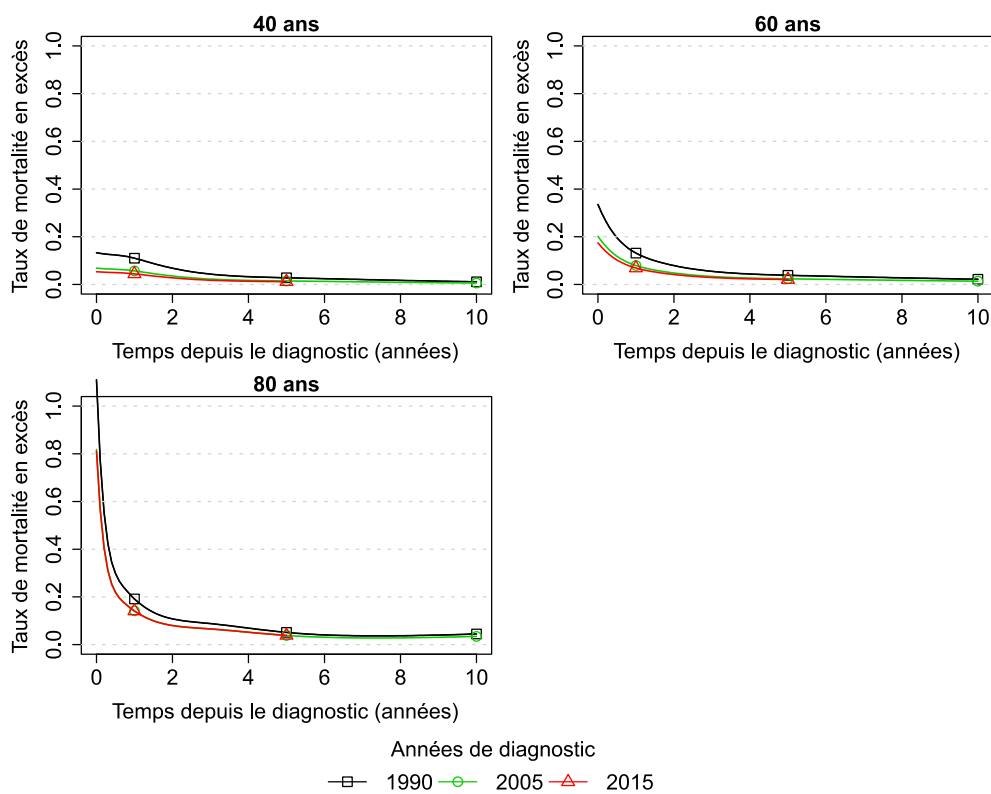 40 ans
Taux de mortalité en excès
1.0
0.8
0.6
0.4
0.2
0.0
0 2 4 6 8 10
Temps depuis le diagnostic (années)
60 ans
Taux de mortalité en excès
1.0
0.8
0.6
0.4
0.2
0.0
0 2 4 6 8 10
Temps depuis le diagnostic (années)
80 ans
Taux de mortalité en excès
1.0
0.8
0.6
0.4
0.2
0.0
0 2 4 6 8 10
Temps depuis le diagnostic (années)
Années de diagnostic
1990 2005 2015